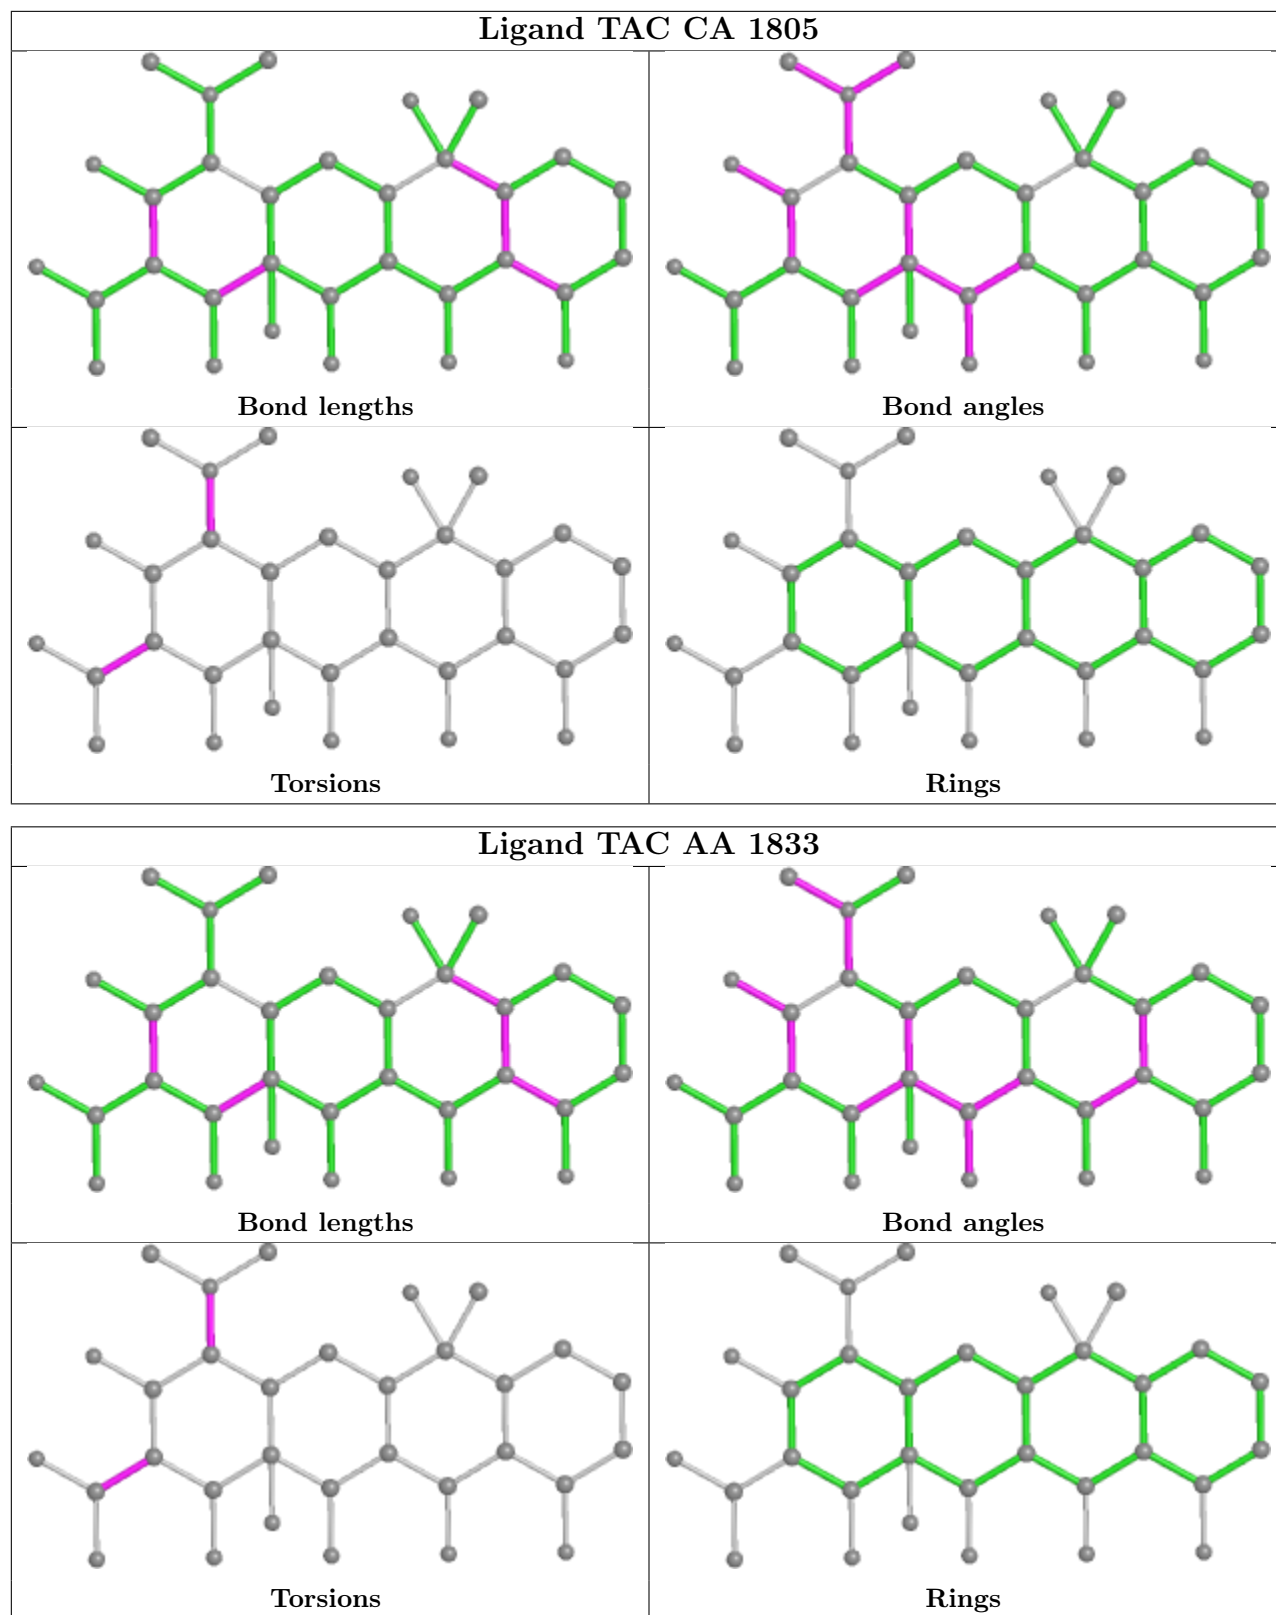 Ligand TAC CA 1805
Bond lengths
Bond angles
Torsions
Rings
Ligand TAC AA 1833
Bond lengths
Bond angles
Torsions
Rings